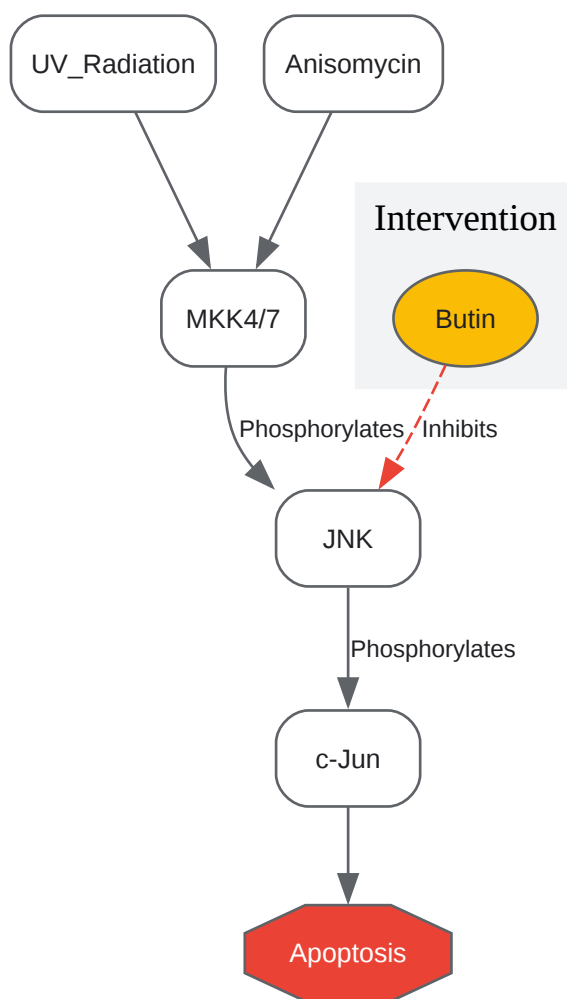 UV_Radiation
Anisomycin
Intervention
MKK4/7
Butin
Phosphorylates
Inhibits
JNK
Phosphorylates
c-Jun
Apoptosis